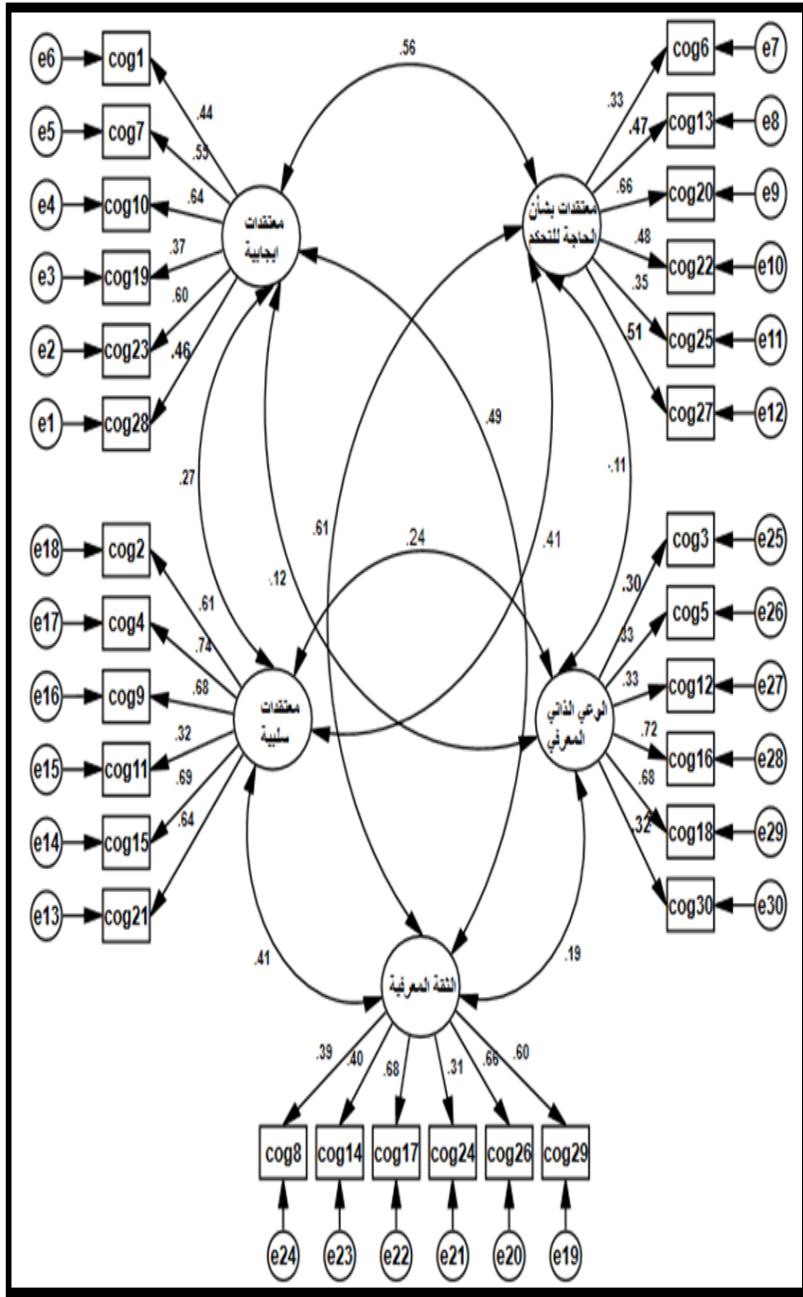 .56
e6 cog1
.44
e5 cog7
.55
e4 cog10
.64
e3 cog19
.37
e2 cog23
.60
e1 cog28
.46
معتقدات
ايجابية
cog6 e7
.33
cog13 e8
.47
cog20 e9
.66
cog22 e10
.48
cog25 e11
.35
cog27 e12
.51
معتقدات بشأن
الحاجة للتحكم
.49
-.11
.27
.61
.41
.24
-.12
e18 cog2
.61
e17 cog4
.74
e16 cog9
.68
e15 cog11
.32
e14 cog15
.69
e13 cog21
.64
معتقدات
سلبية
cog3 e25
.30
cog5 e26
.33
cog12 e27
.33
cog16 e28
.72
cog18 e29
.68
cog30 e30
.32
الوعي الذاتي
المعرفي
.41
.19
الثقة المعرفية
.39 .40 .68 .31 .66 .60
cog8 cog14 cog17 cog24 cog26 cog29
e24 e23 e22 e21 e20 e19